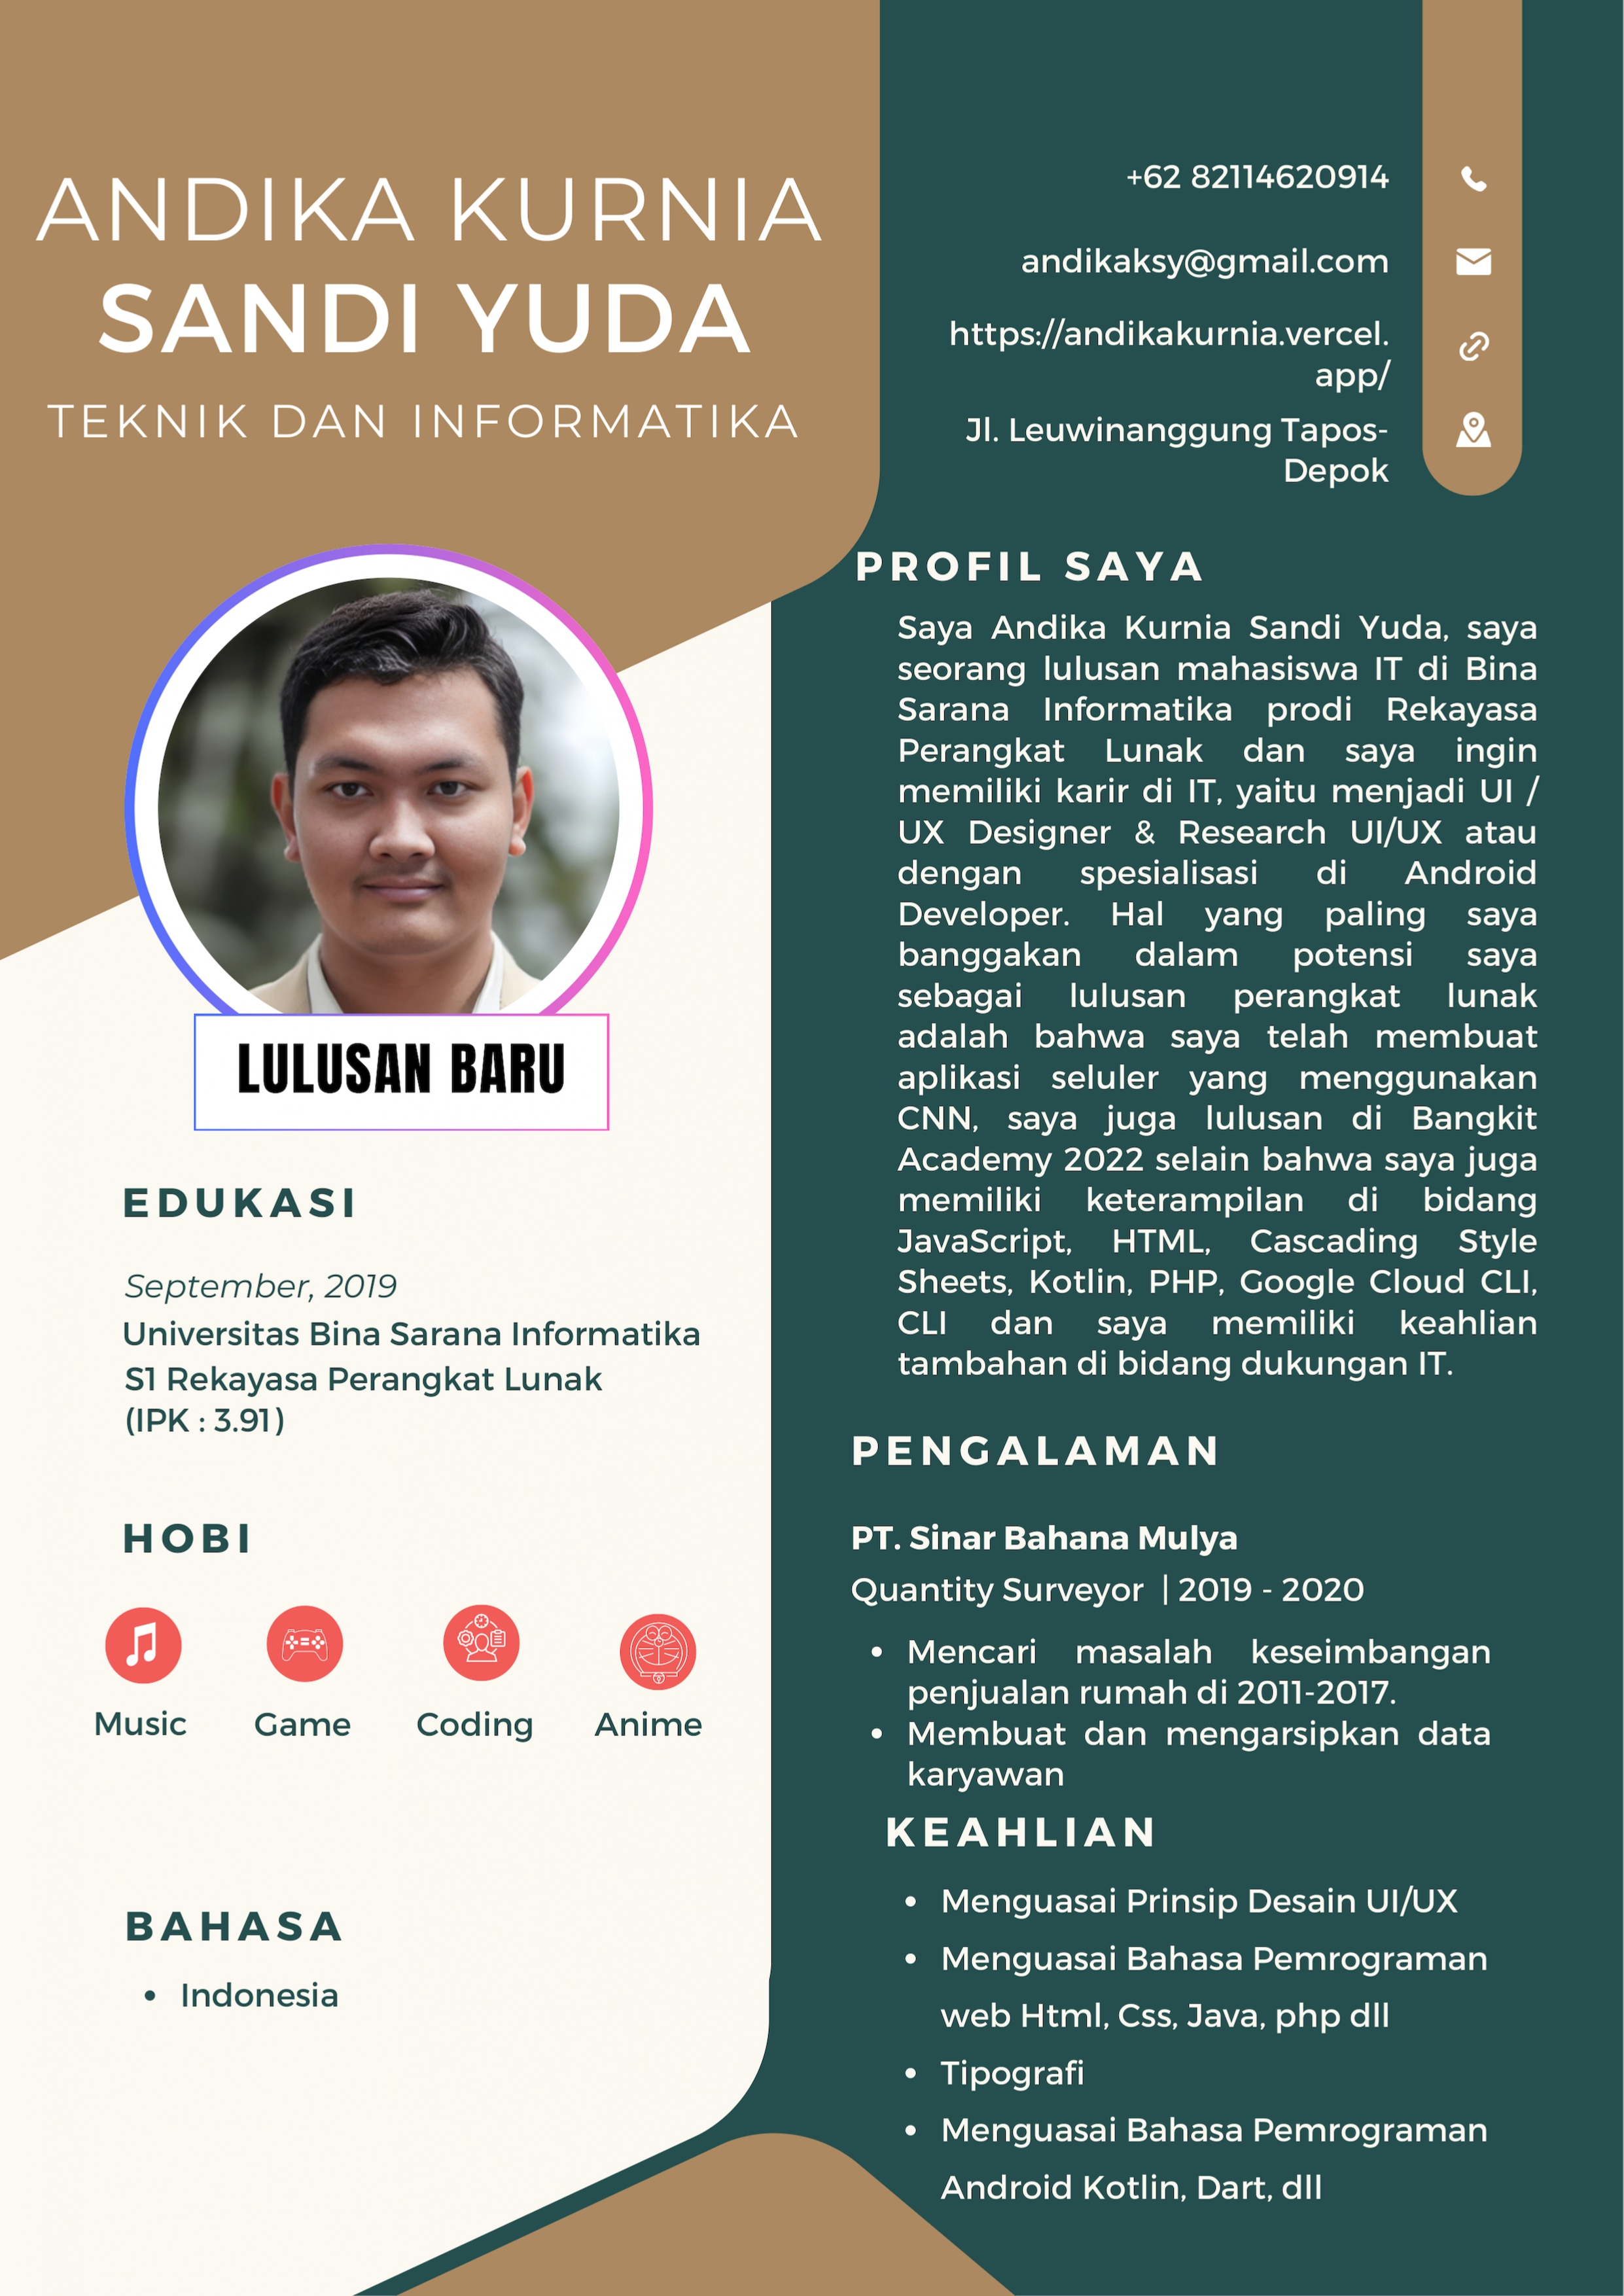 ANDIKA KURNIA
SANDI YUDA
TEKNIK DAN INFORMATIKA
+62 82114620914
andikaksy@gmail.com
https://andikakurnia.vercel.
app/
Jl. Leuwinanggung Tapos-
Depok
LULUSAN BARU
EDUKASI
September, 2019
Universitas Bina Sarana Informatika
S1 Rekayasa Perangkat Lunak
(IPK : 3.91)
HOBI
Music
Game
Coding
Anime
BAHASA
• Indonesia
PROFIL SAYA
Saya Andika Kurnia Sandi Yuda, saya
seorang lulusan mahasiswa IT di Bina
Sarana Informatika prodi Rekayasa
Perangkat Lunak dan saya ingin
memiliki karir di IT, yaitu menjadi UI /
UX Designer & Research UI/UX atau
dengan spesialisasi di Android
Developer. Hal yang paling saya
banggakan dalam potensi saya
sebagai lulusan perangkat lunak
adalah bahwa saya telah membuat
aplikasi seluler yang menggunakan
CNN, saya juga lulusan di Bangkit
Academy 2022 selain bahwa saya juga
memiliki keterampilan di bidang
JavaScript, HTML, Cascading Style
Sheets, Kotlin, PHP, Google Cloud CLI,
CLI dan saya memiliki keahlian
tambahan di bidang dukungan IT.
PENGALAMAN
PT. Sinar Bahana Mulya
Quantity Surveyor | 2019 - 2020
• Mencari masalah keseimbangan
penjualan rumah di 2011-2017.
• Membuat dan mengarsipkan data
karyawan
KEAHLIAN
• Menguasai Prinsip Desain UI/UX
• Menguasai Bahasa Pemrograman
web Html, Css, Java, php dll
• Tipografi
• Menguasai Bahasa Pemrograman
Android Kotlin, Dart, dll